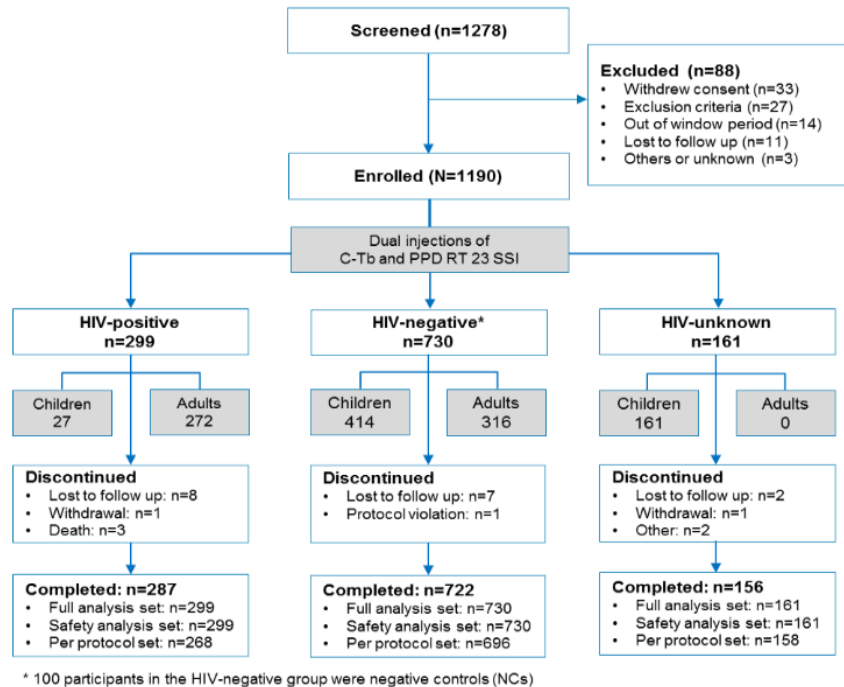 Screened (n=1278)
Excluded (n=88)
• Withdrew consent (n=33)
• Exclusion criteria (n=27)
• Out of window period (n=14)
• Lost to follow up (n=11)
• Others or unknown (n=3)
Enrolled (N=1190)
Dual injections of
C-Tb and PPD RT 23 SSI
HIV-positive
n=299
HIV-negative*
n=730
HIV-unknown
n=161
Children
27
Adults
272
Children
414
Adults
316
Children
161
Adults
0
Discontinued
• Lost to follow up: n=8
• Withdrawal: n=1
• Death: n=3
Discontinued
• Lost to follow up: n=7
• Protocol violation: n=1
Discontinued
• Lost to follow up: n=2
• Withdrawal: n=1
• Other: n=2
Completed: n=287
• Full analysis set: n=299
• Safety analysis set: n=299
• Per protocol set: n=268
Completed: n=722
• Full analysis set: n=730
• Safety analysis set: n=730
• Per protocol set: n=696
Completed: n=156
• Full analysis set: n=161
• Safety analysis set: n=161
• Per protocol set: n=158
* 100 participants in the HIV-negative group were negative controls (NCs)